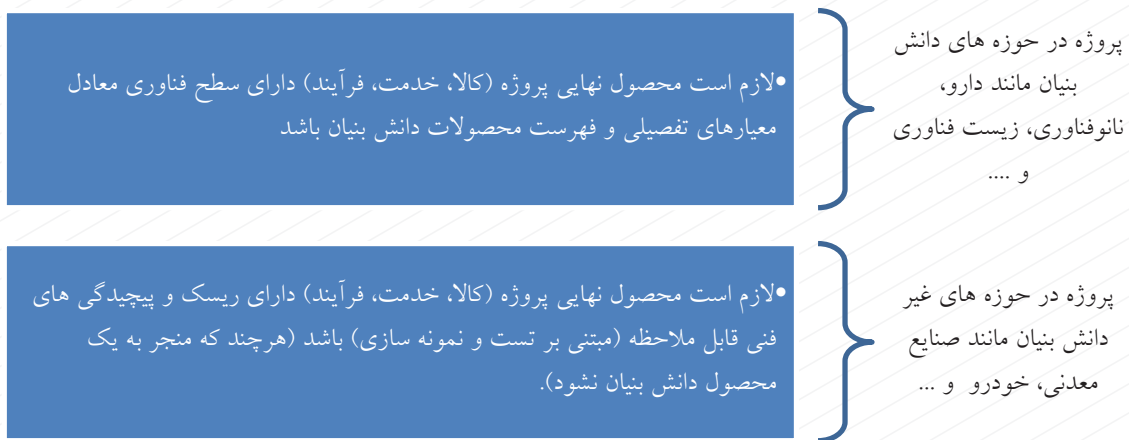 پروژه در حوزه های دانش
بنیان مانند دارو،
نانوفناوری، زیست فناوری
و ....
•لازم است محصول نهایی پروژه (کالا، خدمت، فرآیند) دارای سطح فناوری معادل
معیارهای تفصیلی و فهرست محصولات دانش بنیان باشد
پروژه در حوزه های غیر
دانش بنیان مانند صنایع
معدنی، خودرو و ...
•لازم است محصول نهایی پروژه (کالا، خدمت، فرآیند) دارای ریسک و پیچیدگی های
فنی قابل ملاحظه (مبتنی بر تست و نمونه سازی) باشد (هرچند که منجر به یک
محصول دانش بنیان نشود).